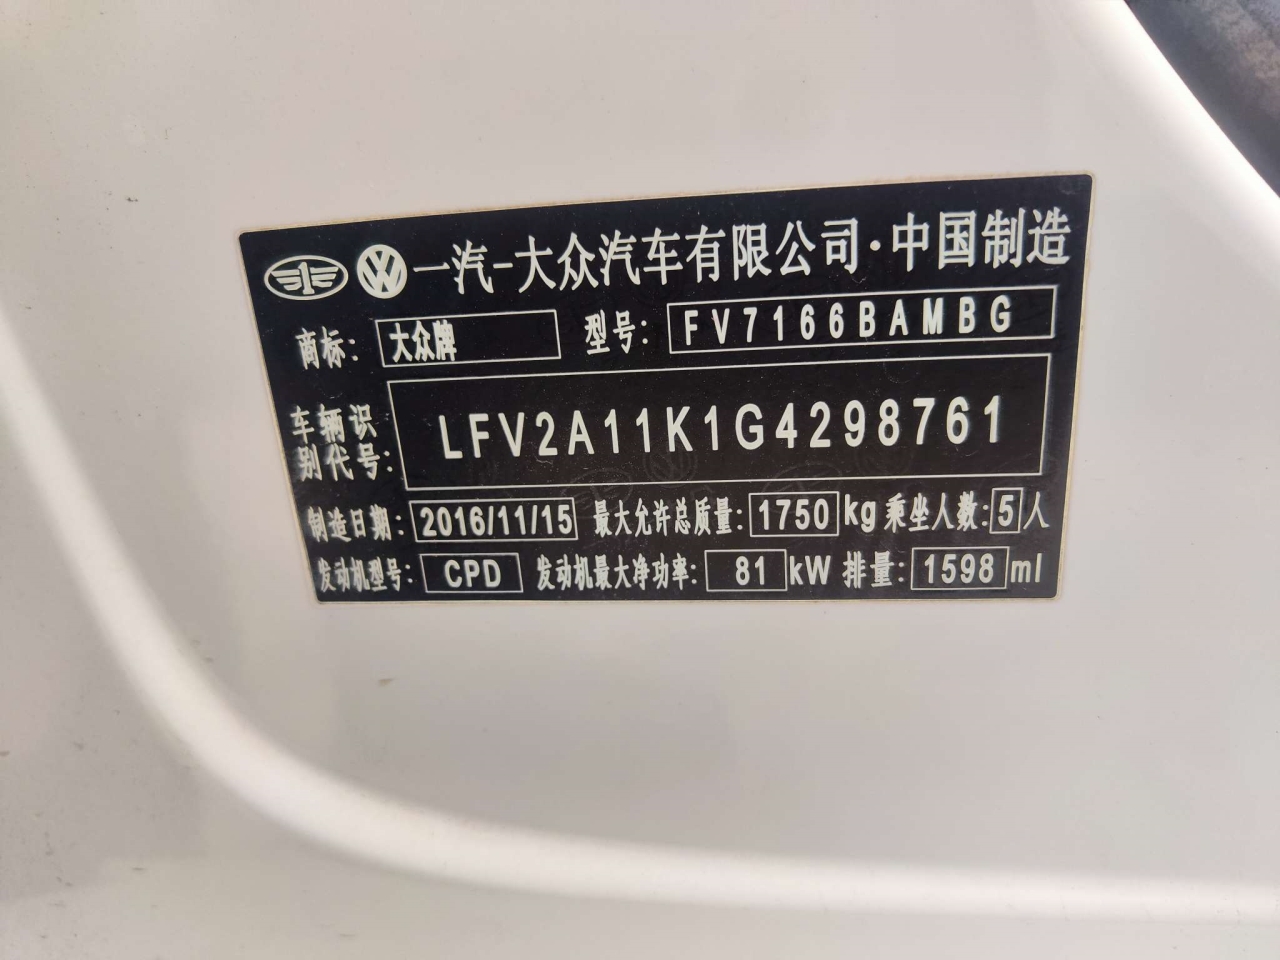 一汽-大众汽车有限公司·中国制造
商标: 大众牌 型号: FV7166BAMBG
车辆识别代号: LFV2A11K1G4298761
制造日期: 2016/11/15 最大允许总质量: 1750 kg 乘坐人数: 5 人
发动机型号: CPD 发动机最大净功率: 81 kW 排量: 1598 ml